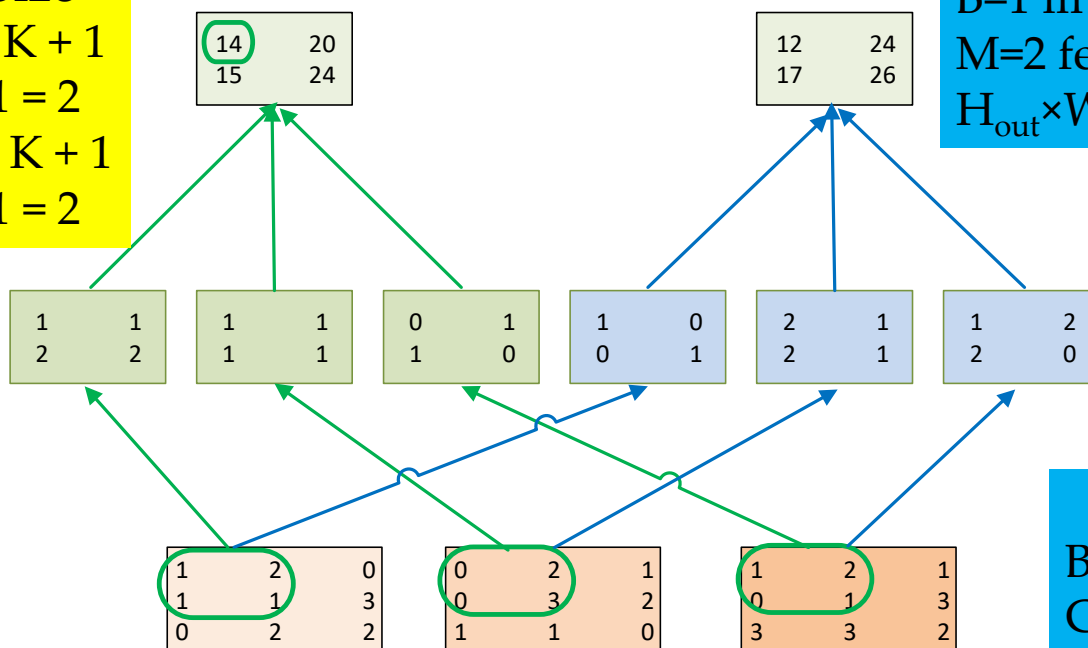 K + 1
1 = 2
K + 1
1 = 2
14 20
15 24
12 24
17 26
B=1
M=2
H_out×W
1 1
2 2
1 1
1 1
0 1
1 0
1 0
0 1
2 1
2 1
1 2
2 0
1 2 0
1 1 3
0 2 2
0 2 1
0 3 2
1 1 0
1 2 1
0 1 3
3 3 2
B
C